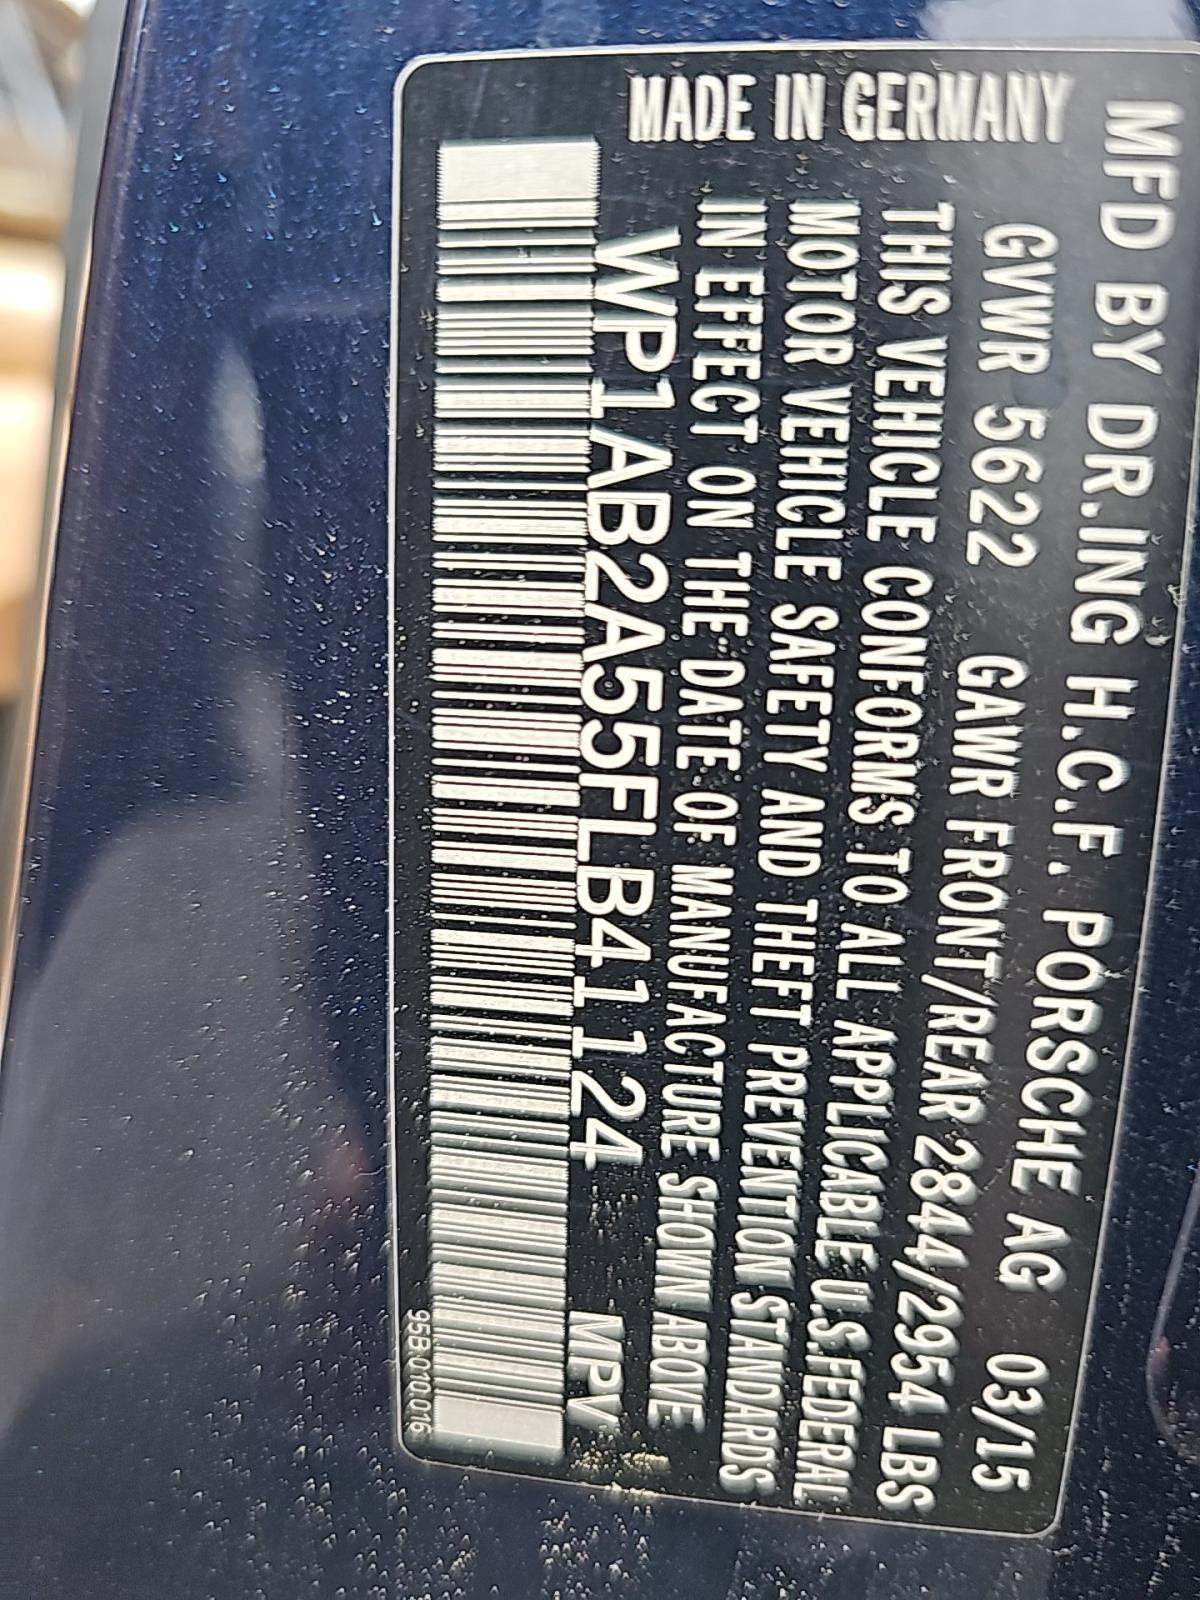 MFD BY DR.ING H.C.F. PORSCHE AG 03/15
GVWR 5622 GAWR FRONT/REAR 2844/2954 LBS
THIS VEHICLE CONFORMS TO ALL APPLICABLE U.S.FEDERAL
MOTOR VEHICLE SAFETY AND THEFT PREVENTION STANDARDS
IN EFFECT ON THE DATE OF MANUFACTURE SHOWN ABOVE
WP1AB2A55FLB41124 MPV
95B.010.016
MADE IN GERMANY